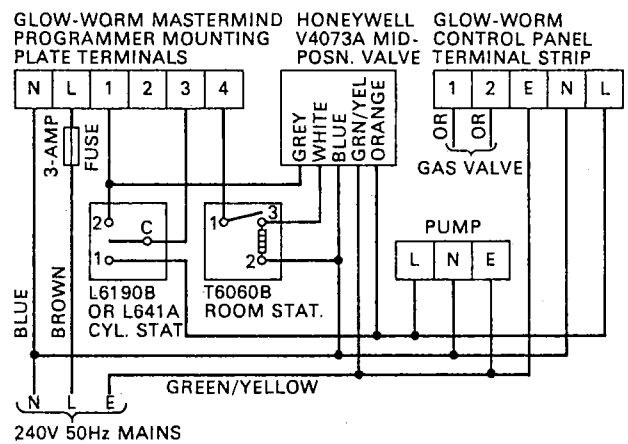 GLOW-WORM MASTERMIND
PROGRAMMER MOUNTING
PLATE TERMINALS
HONEYWELL
V4073A MID-
POSN. VALVE
GLOW-WORM
CONTROL PANEL
TERMINAL STRIP
N L 1 2 3 4
1 2 E N L
3-AMP
FUSE
GREY
WHITE
BLUE
GRN/YEL
ORANGE
OR
OR
GAS VALVE
2
C
1
1
3
2
PUMP
L N E
L6190B
OR L641A
CYL. STAT
T6060B
ROOM STAT.
BLUE
BROWN
GREEN/YELLOW
N L E
240V 50Hz MAINS